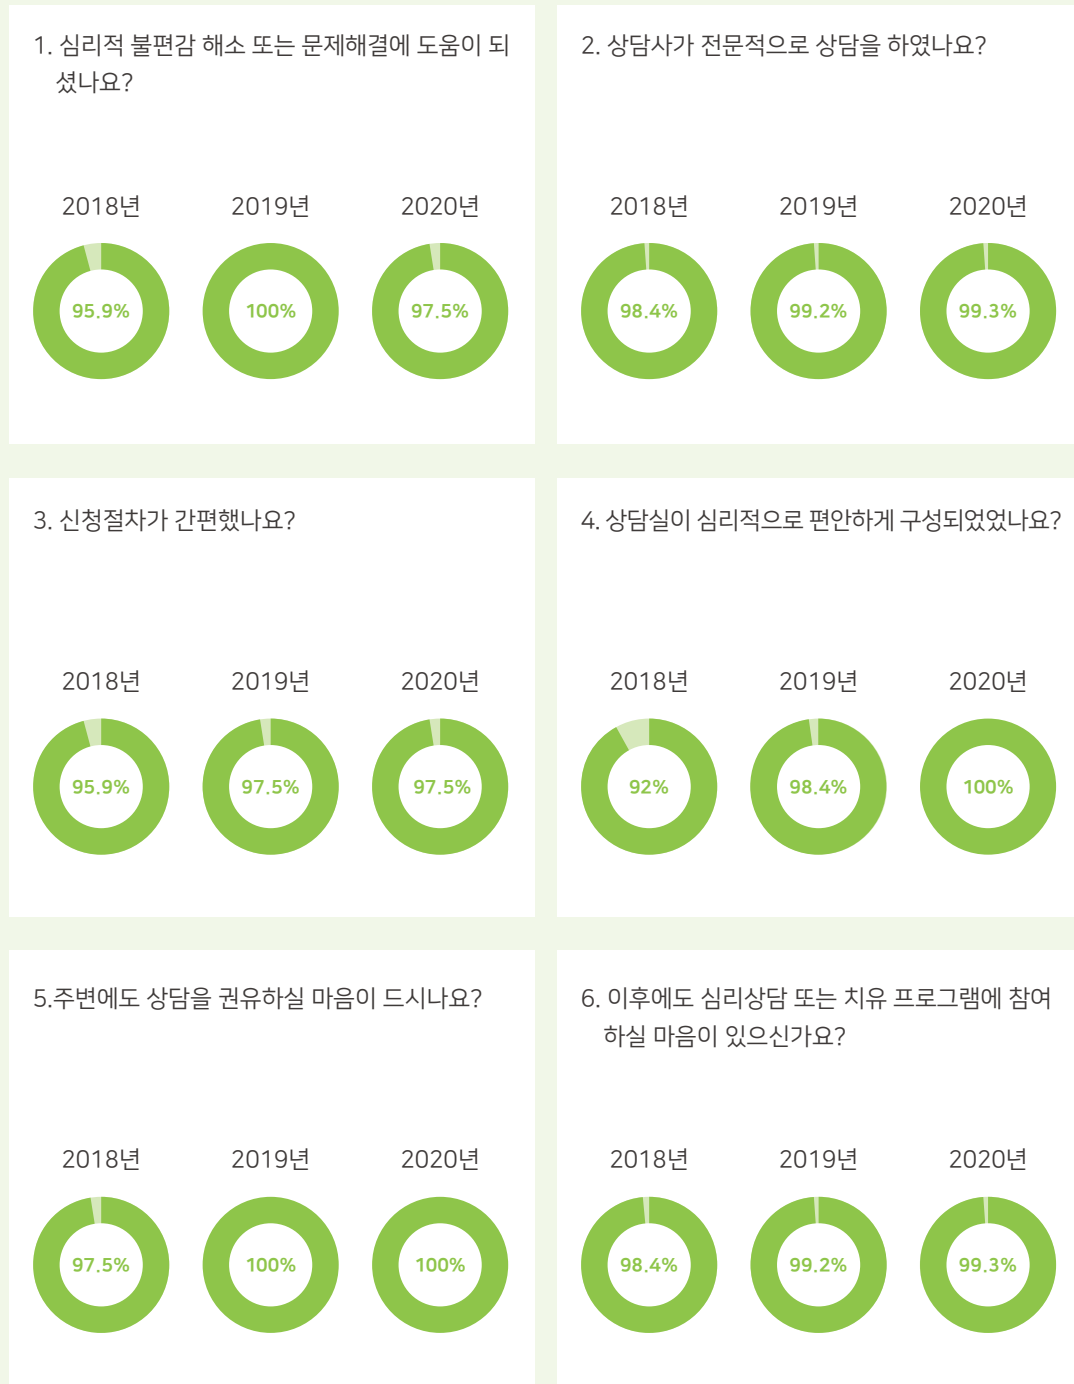 1. 심리적 불편감 해소 또는 문제해결에 도움이 되
셨나요?
2018년 2019년 2020년
95.9% 100% 97.5%
2. 상담사가 전문적으로 상담을 하였나요?
2018년 2019년 2020년
98.4% 99.2% 99.3%
3. 신청절차가 간편했나요?
2018년 2019년 2020년
95.9% 97.5% 97.5%
4. 상담실이 심리적으로 편안하게 구성되었었나요?
2018년 2019년 2020년
92% 98.4% 100%
5.주변에도 상담을 권유하실 마음이 드시나요?
2018년 2019년 2020년
97.5% 100% 100%
6. 이후에도 심리상담 또는 치유 프로그램에 참여
하실 마음이 있으신가요?
2018년 2019년 2020년
98.4% 99.2% 99.3%